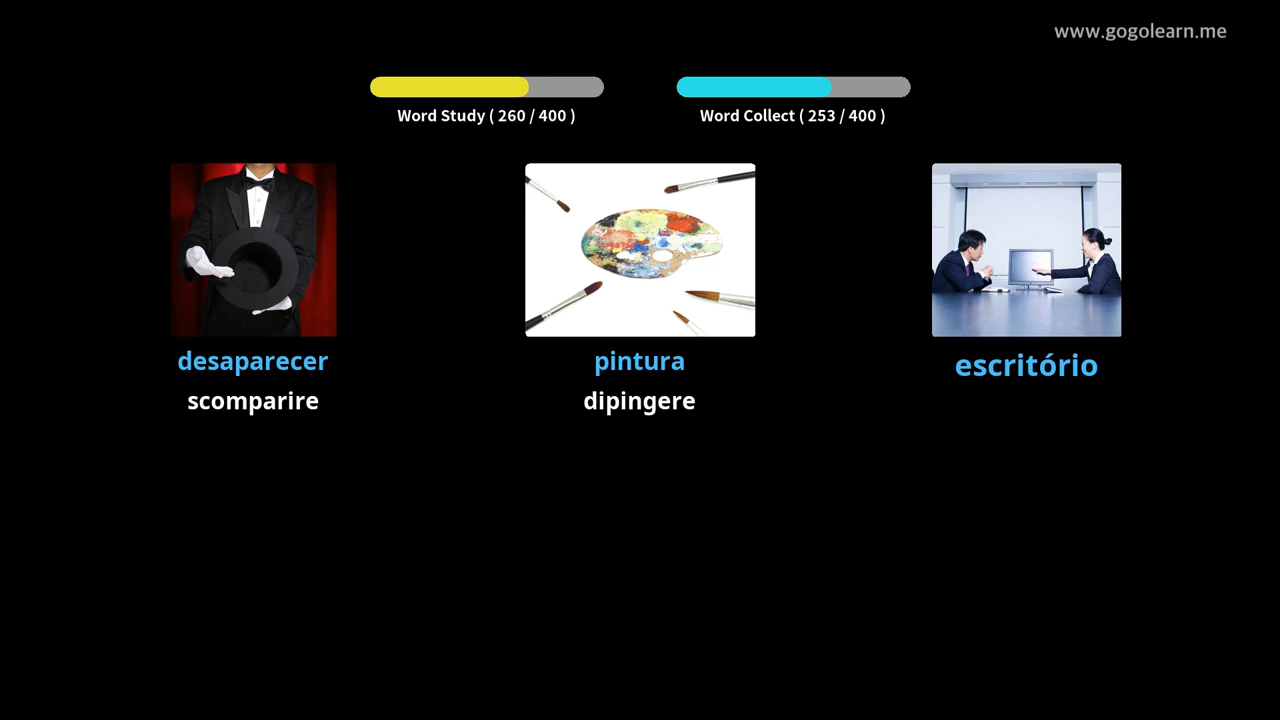 www.gogolearn.me
Word Study ( 260 / 400 )
Word Collect ( 253 / 400 )
desaparecer
scomparire
pintura
dipingere
escritório